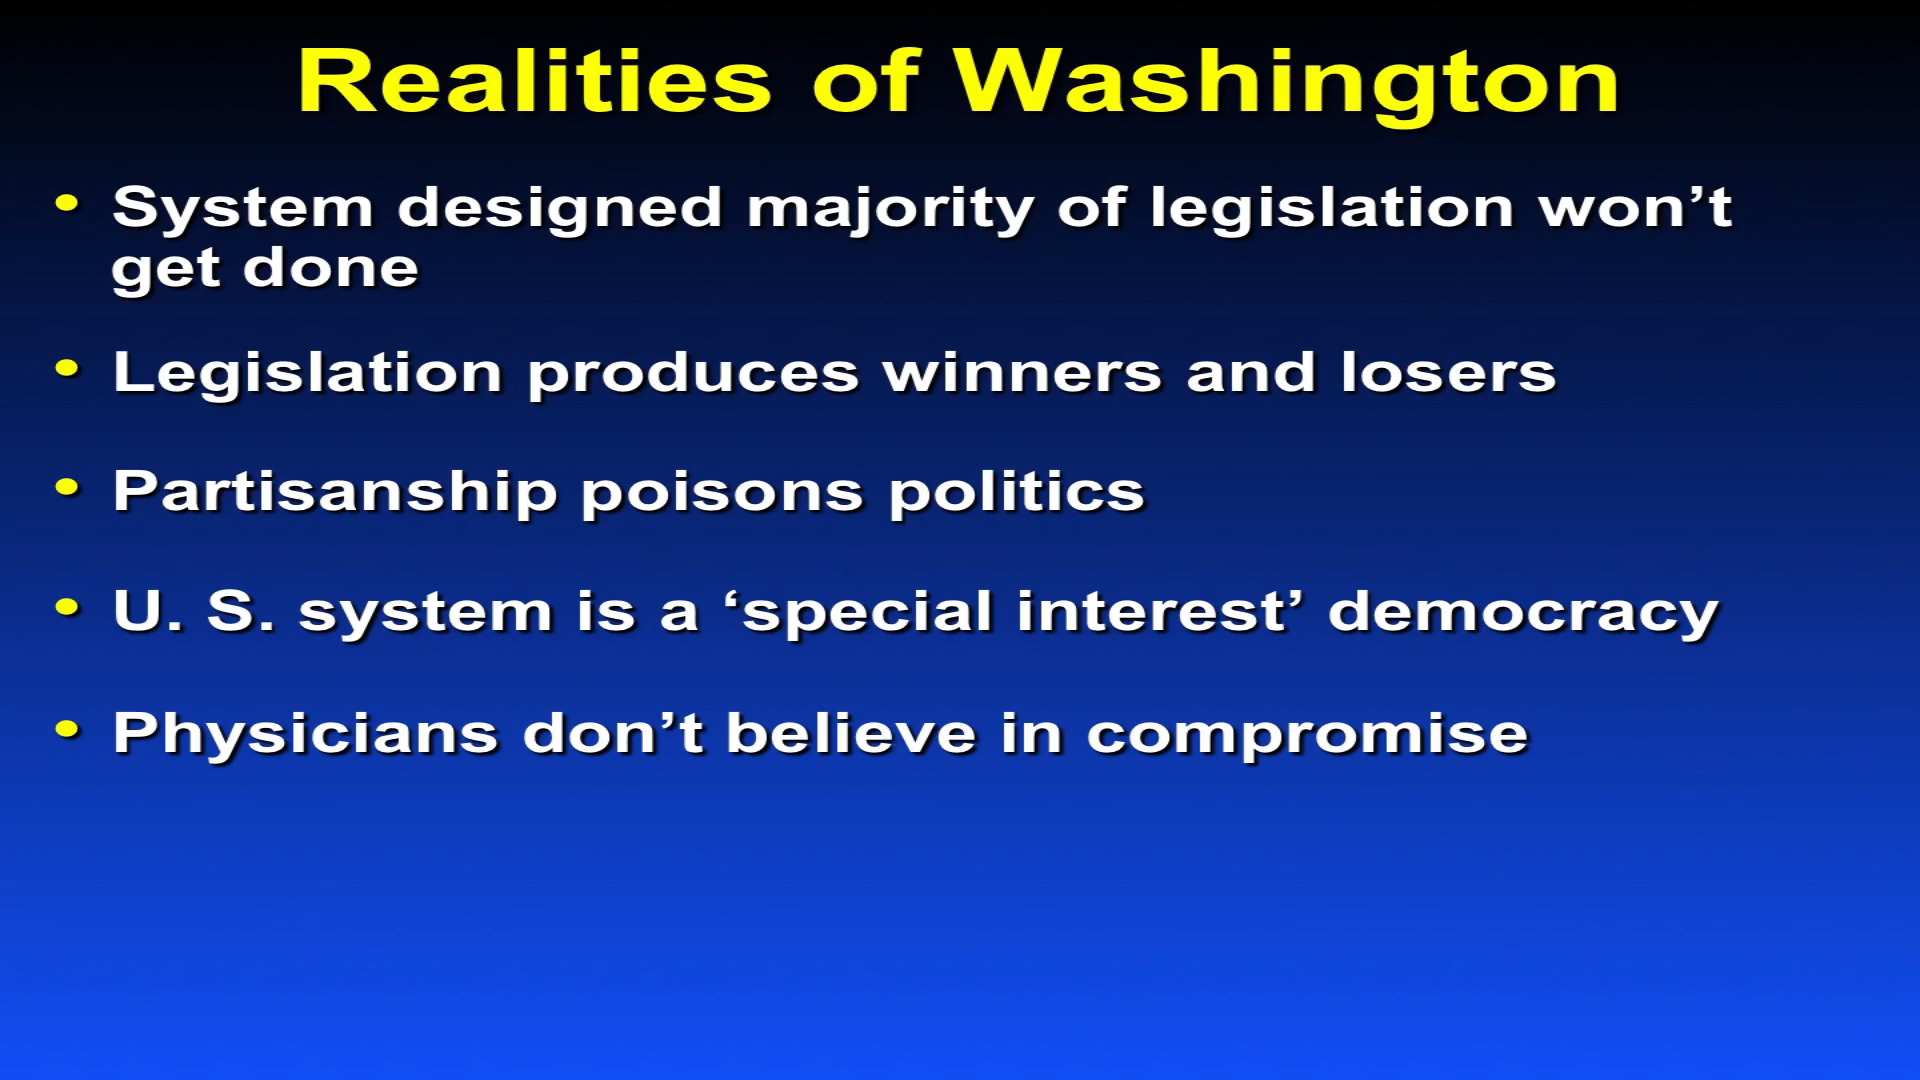 Realities of Washington
• System designed majority of legislation won’t
get done
• Legislation produces winners and losers
• Partisanship poisons politics
• U. S. system is a ‘special interest’ democracy
• Physicians don’t believe in compromise